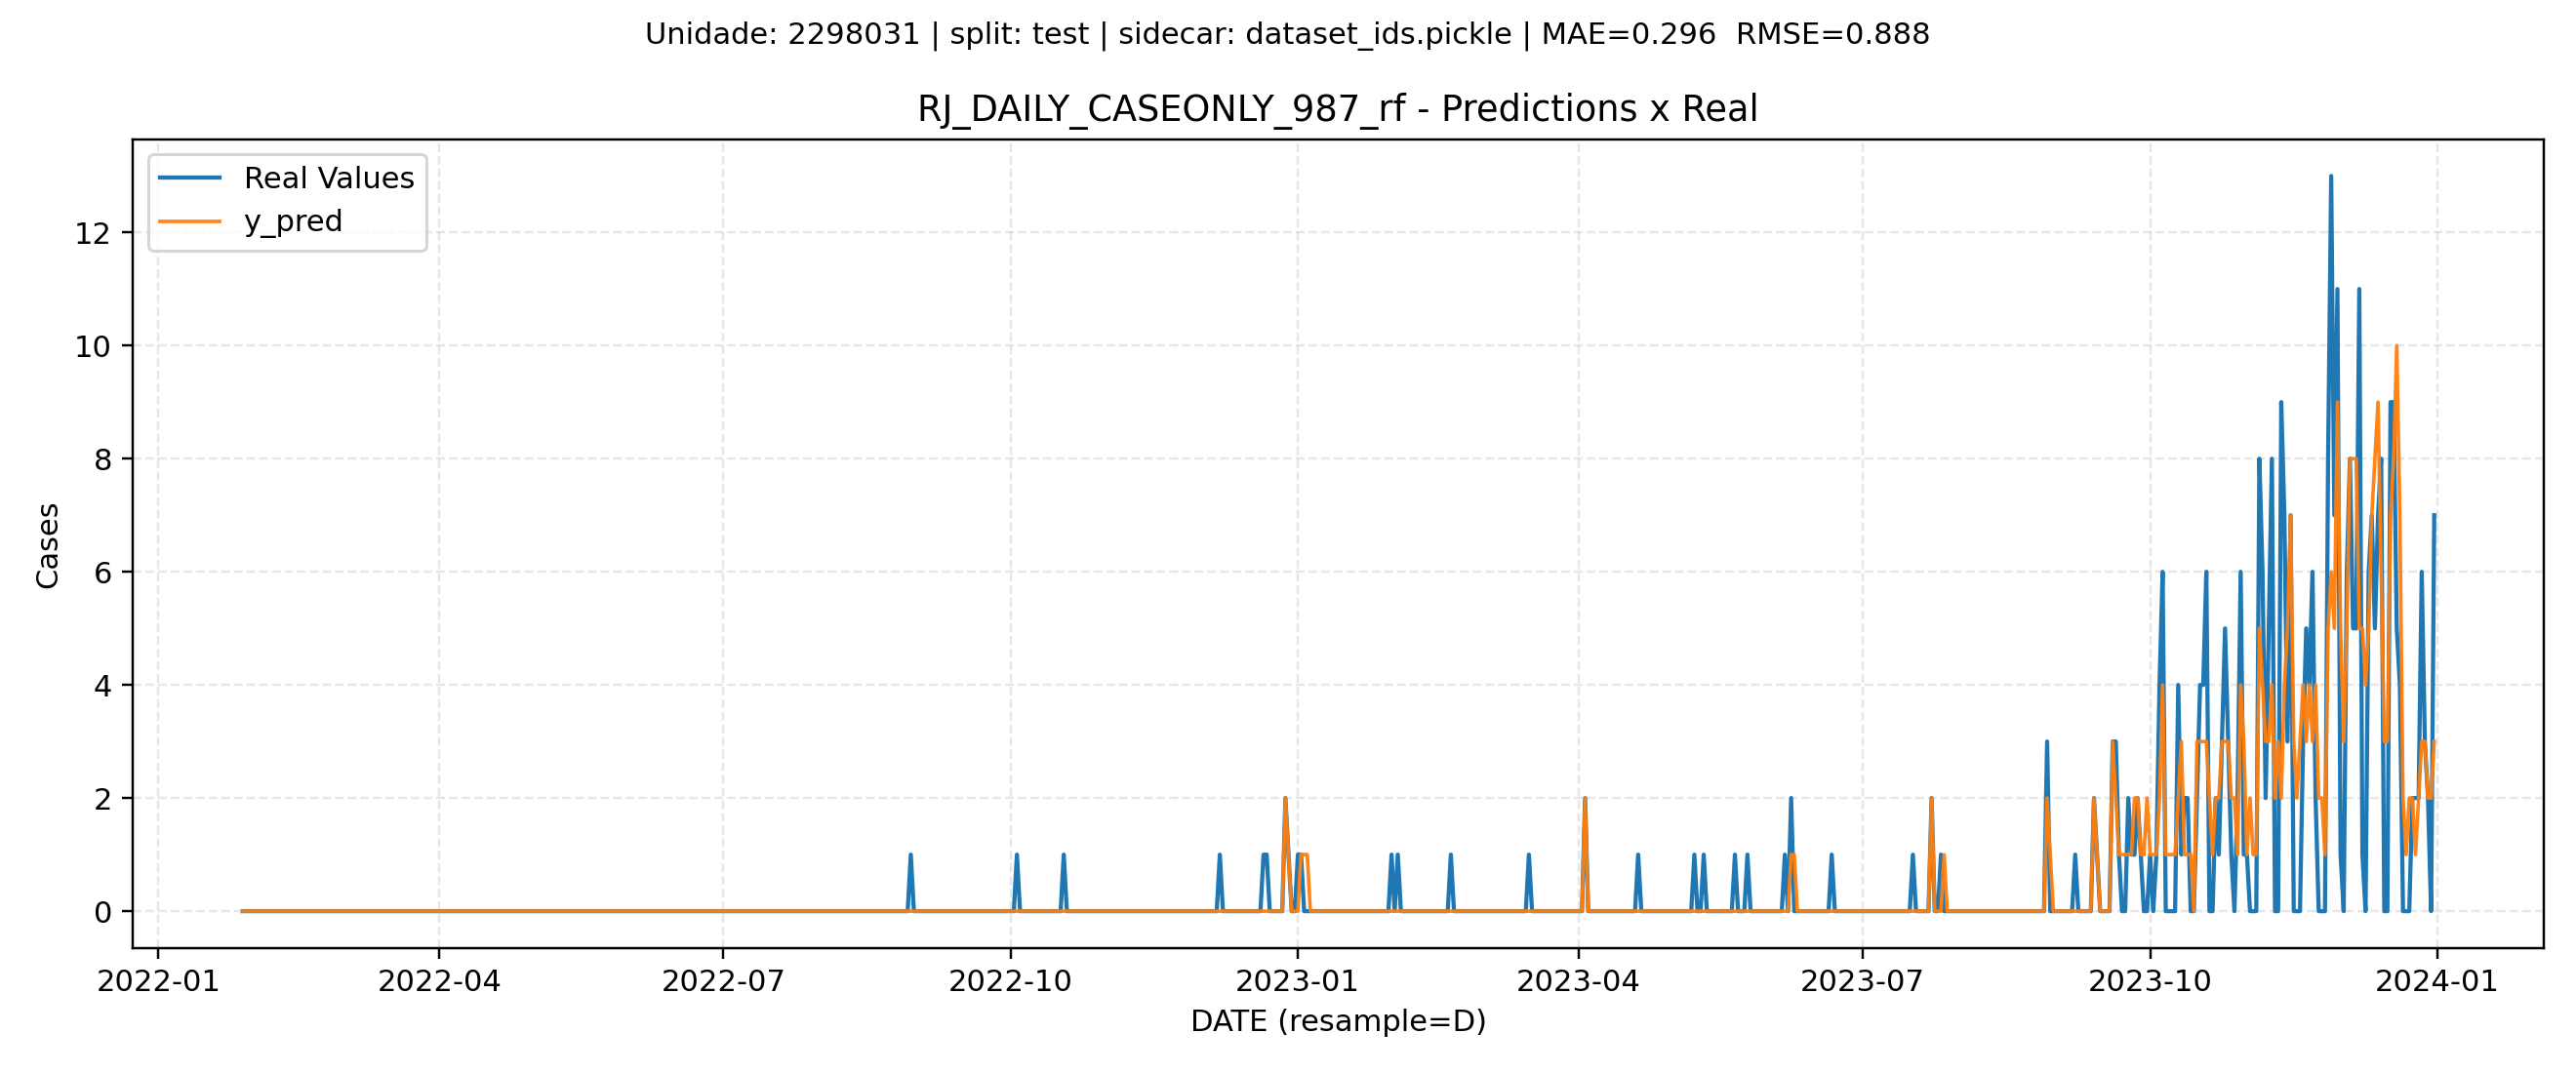 Unidade: 2298031 | split: test | sidecar: dataset_ids.pickle | MAE=0.296  RMSE=0.888
RJ_DAILY_CASEONLY_987_rf - Predictions x Real
Real Values
y_pred
12
10
8
6
4
2
0
Cases
2022-01 2022-04 2022-07 2022-10 2023-01 2023-04 2023-07 2023-10 2024-01
DATE (resample=D)